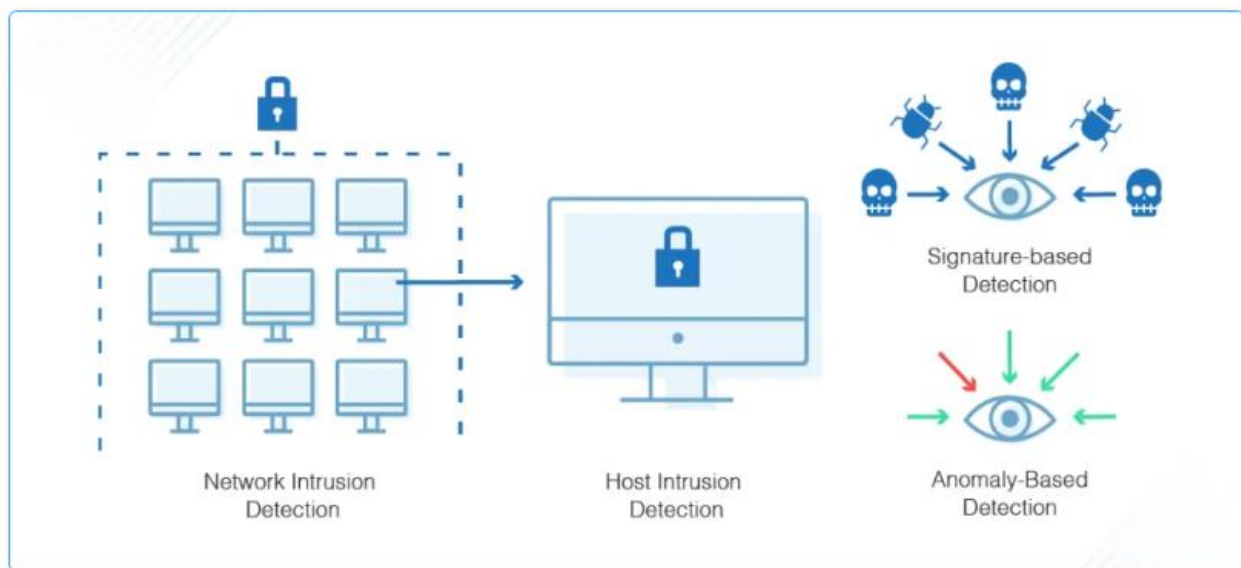 Network Intrusion
Detection
Host Intrusion
Detection
Signature-based
Detection
Anomaly-Based
Detection